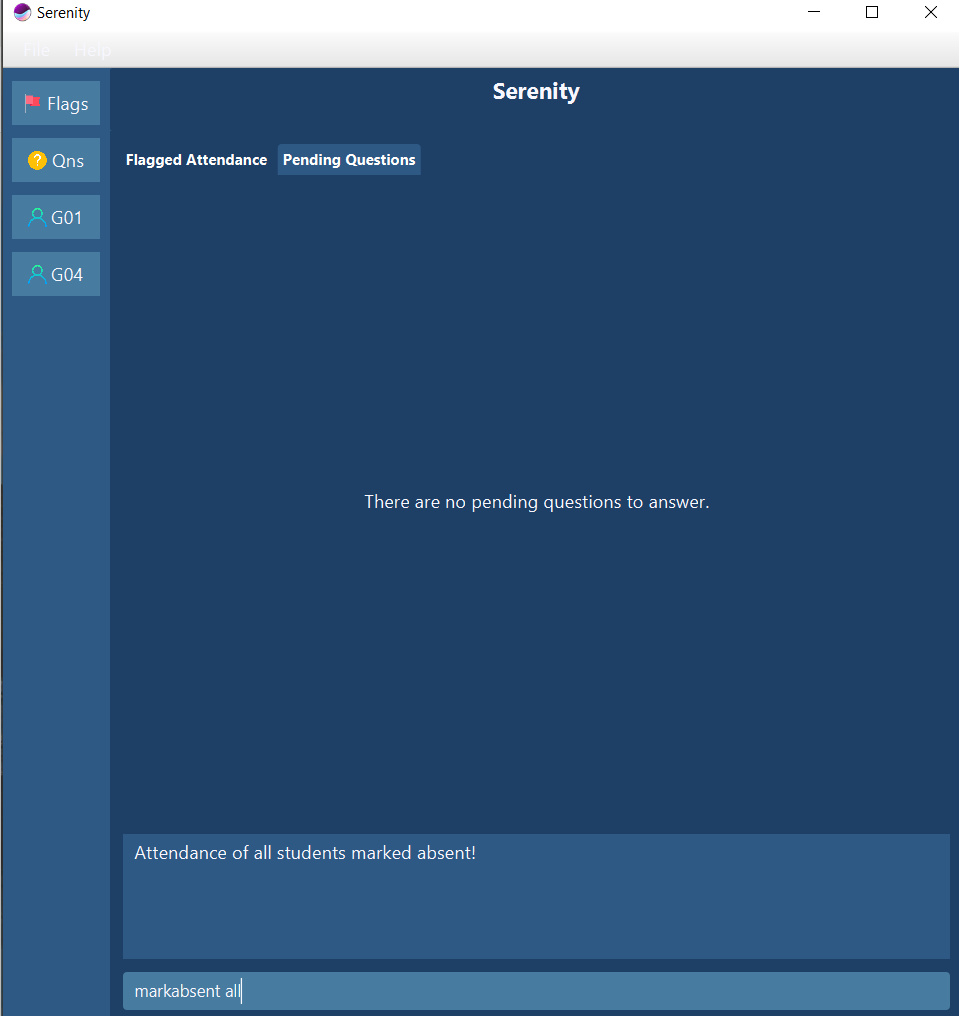 Serenity
File Help
Flags
Qns
G01
G04
Serenity
Flagged Attendance Pending Questions
There are no pending questions to answer.
Attendance of all students marked absent!
markabsent all